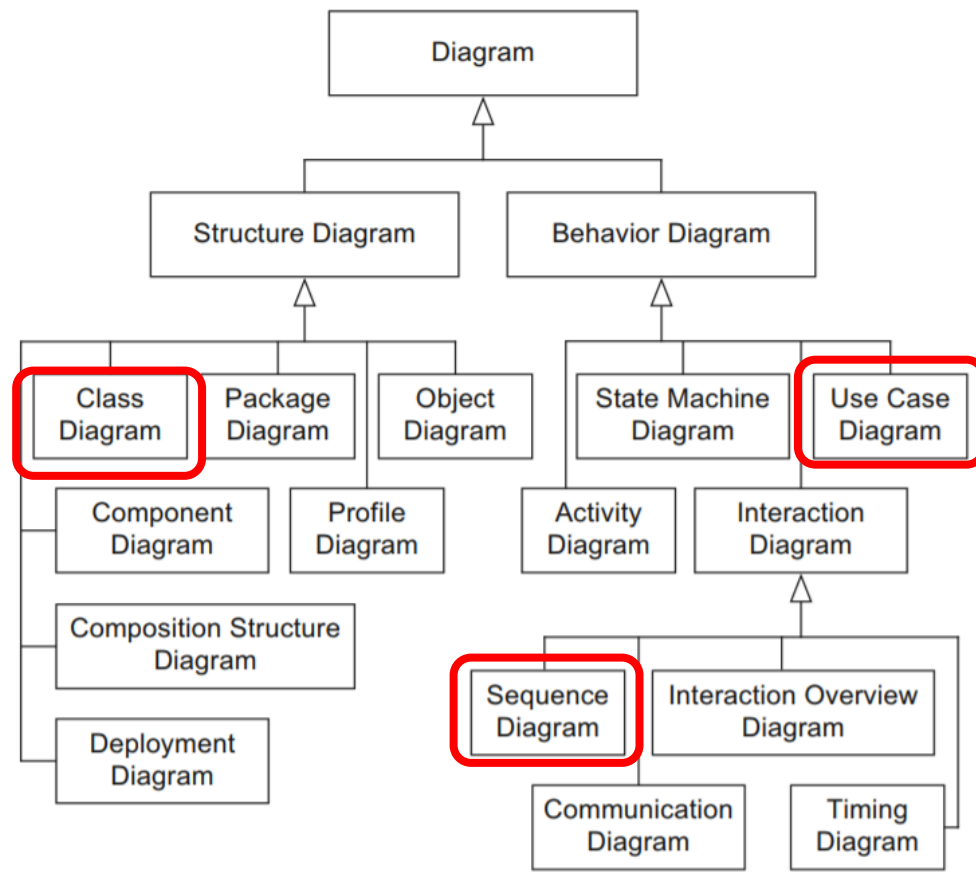 Diagram
Structure Diagram
Behavior Diagram
Class
Diagram
Package
Diagram
Object
Diagram
State Machine
Diagram
Use Case
Diagram
Component
Diagram
Profile
Diagram
Activity
Diagram
Interaction
Diagram
Composition Structure
Diagram
Sequence
Diagram
Interaction Overview
Diagram
Deployment
Diagram
Communication
Diagram
Timing
Diagram